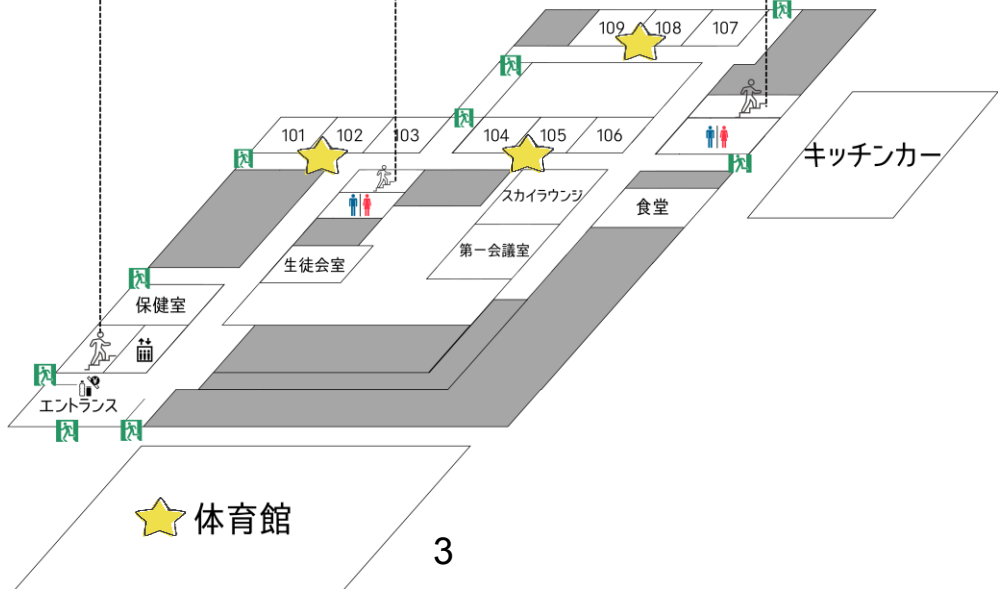 109
108
107
101
102
103
104
105
106
キッチンカー
スカイラウンジ
食堂
第一会議室
生徒会室
保健室
エントランス
体育館
3